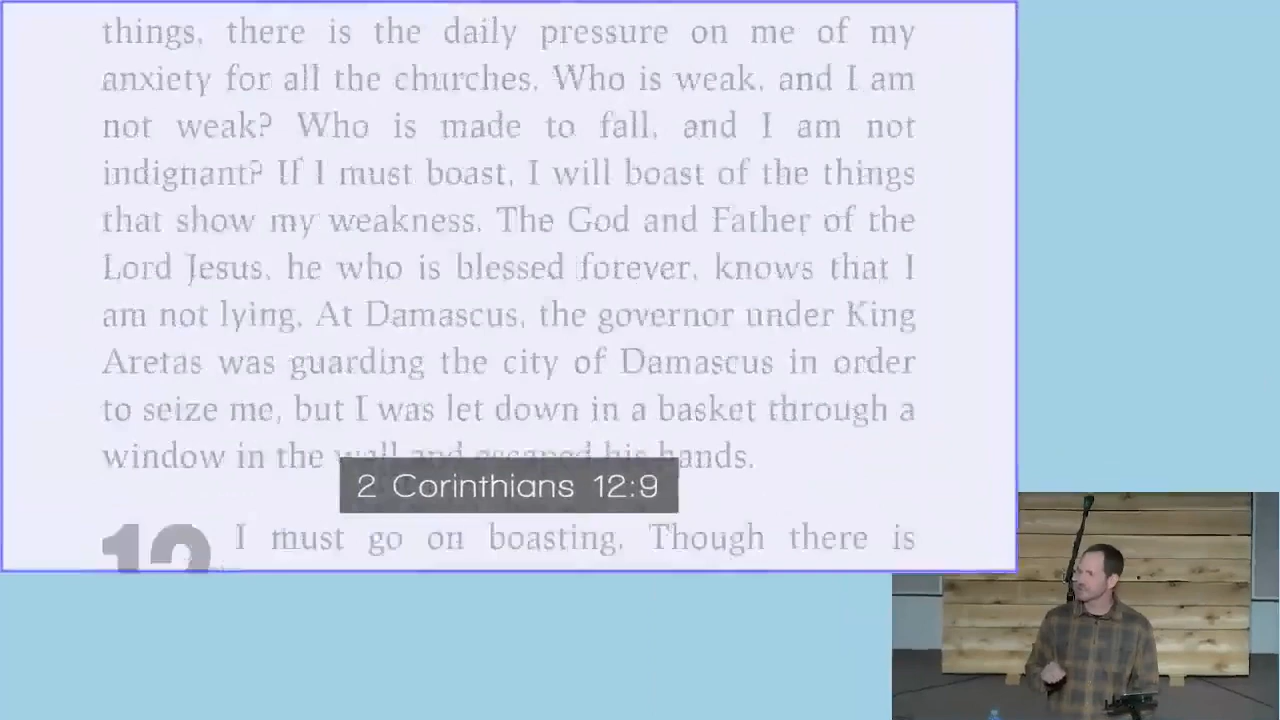 things, there is the daily pressure on me of my
anxiety for all the churches. Who is weak, and I am
not weak? Who is made to fall, and I am not
indignant? If I must boast, I will boast of the things
that show my weakness. The God and Father of the
Lord Jesus, he who is blessed forever, knows that I
am not lying. At Damascus, the governor under King
Aretas was guarding the city of Damascus in order
to seize me, but I was let down in a basket through a
window in the wall and escaped his hands.
2 Corinthians 12:9
12 I must go on boasting. Though there is